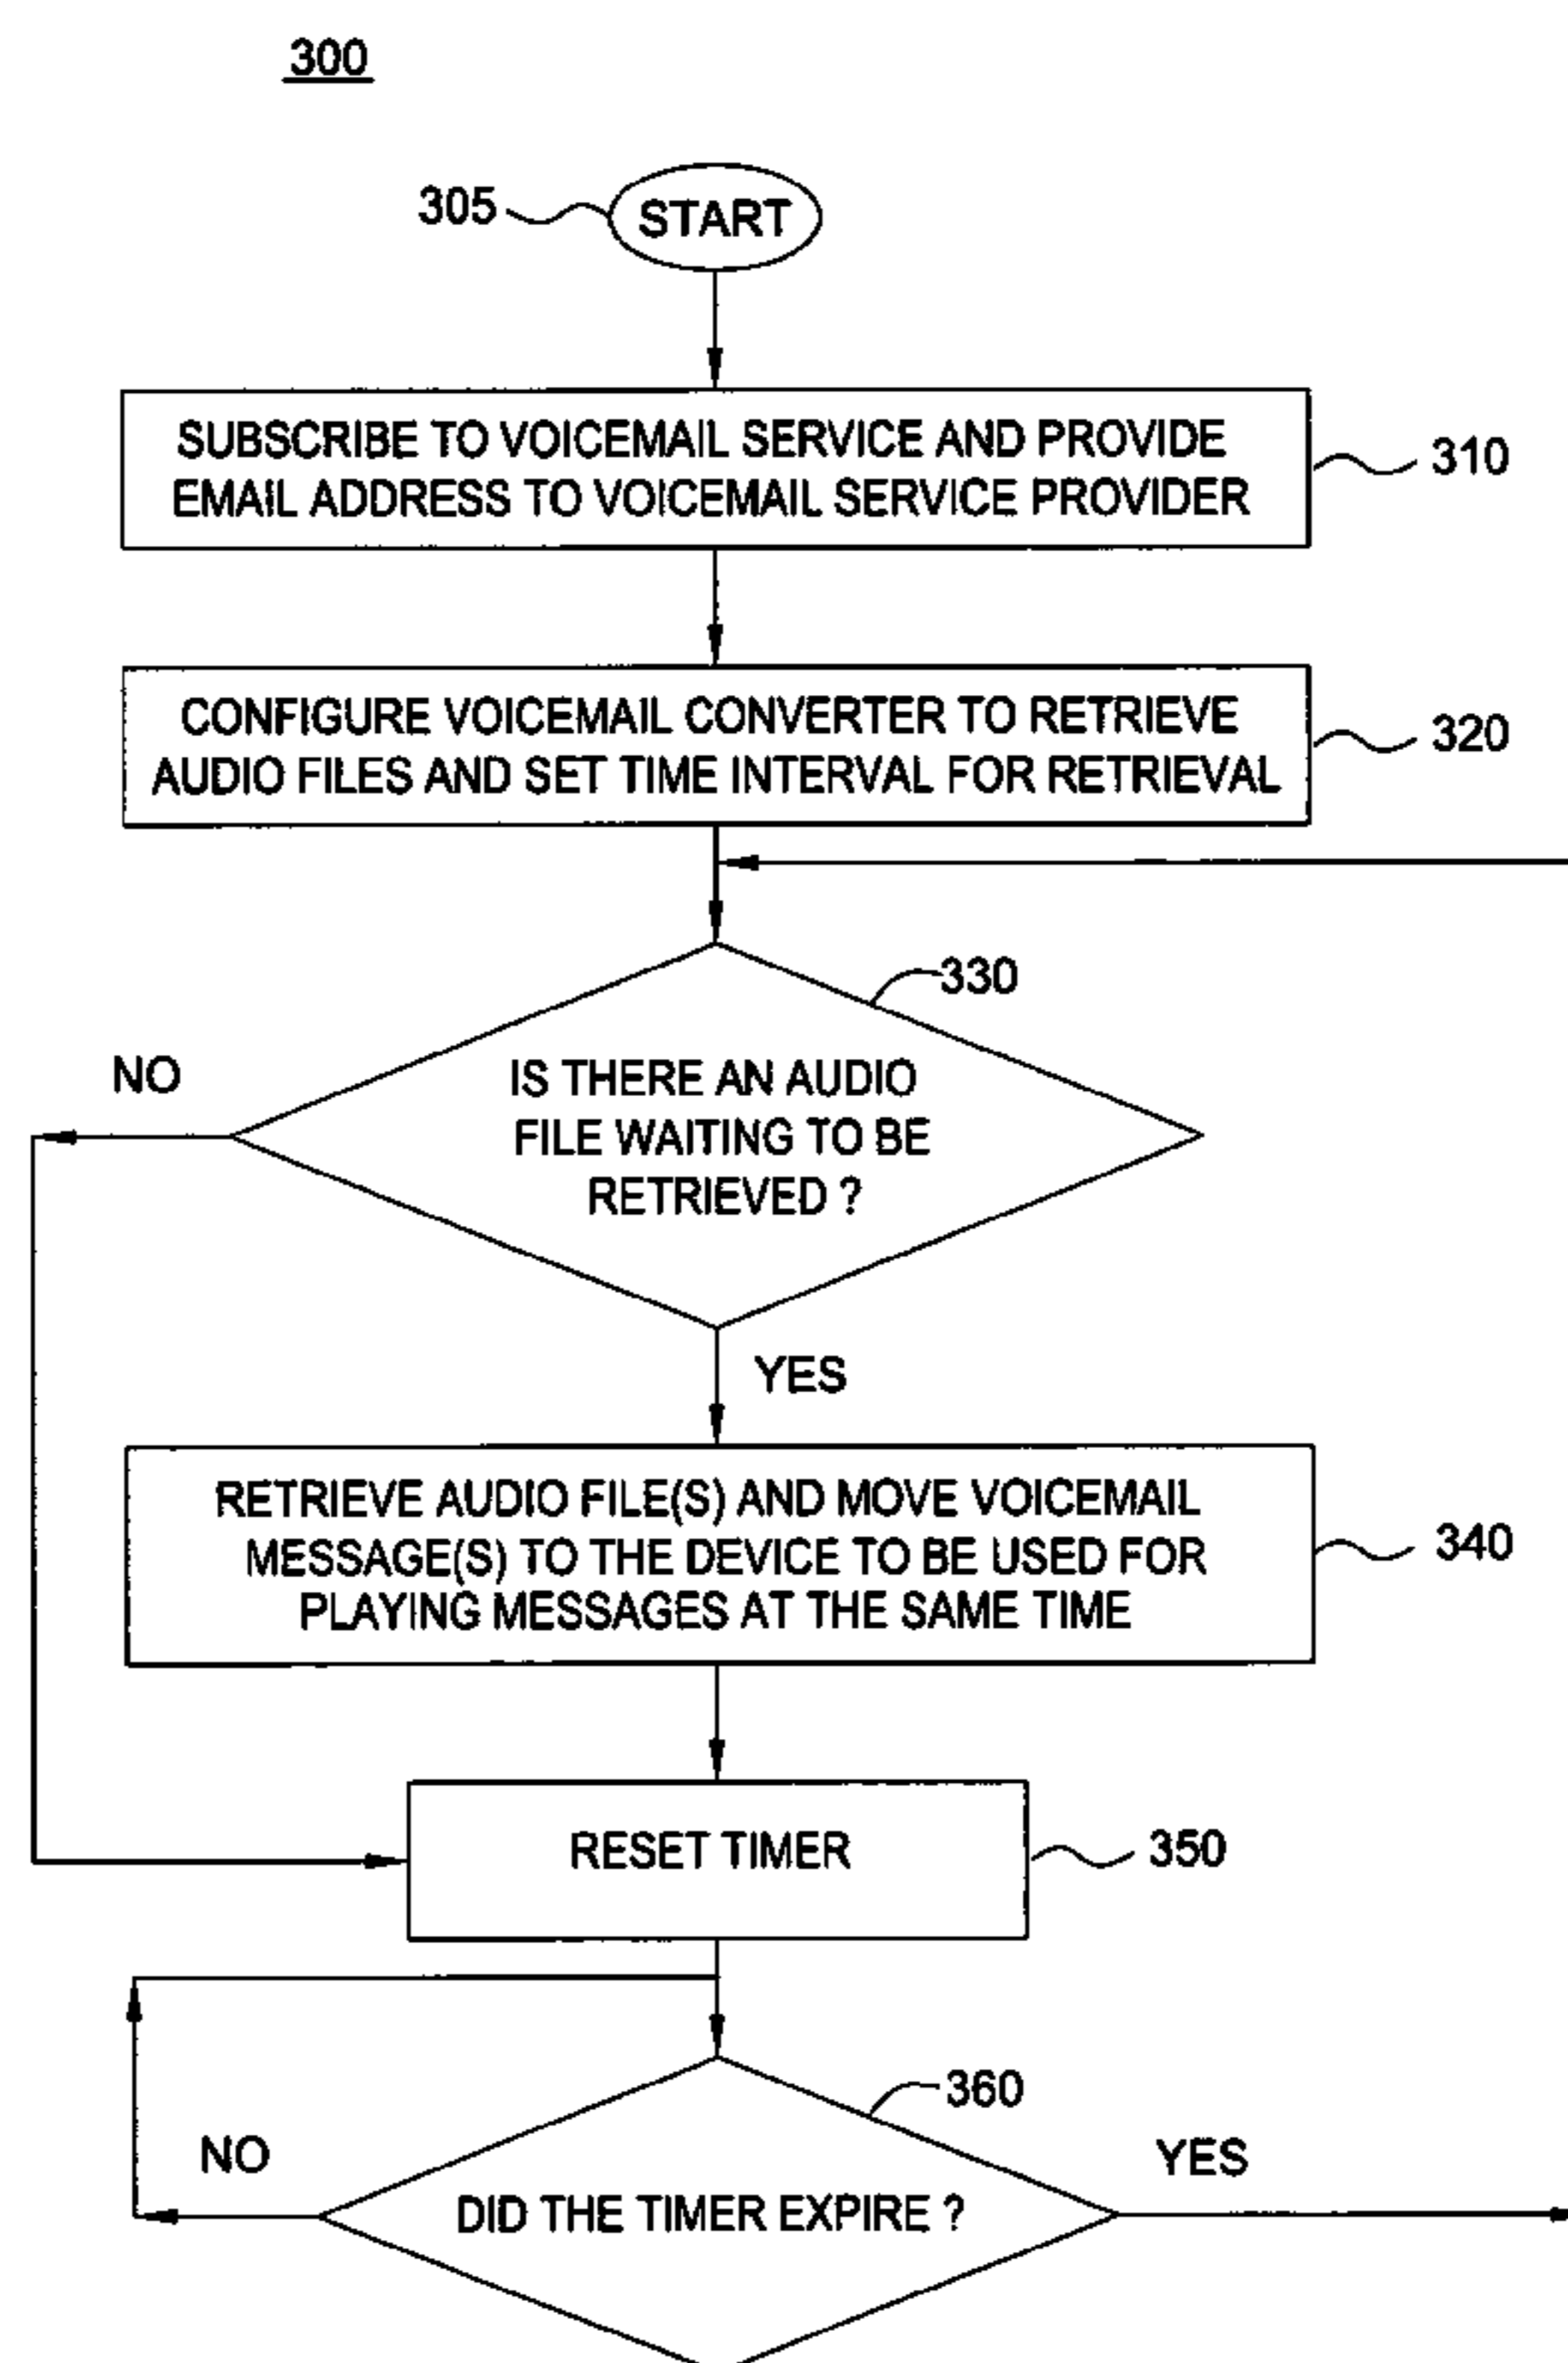 300
305
START
SUBSCRIBE TO VOICEMAIL SERVICE AND PROVIDE
EMAIL ADDRESS TO VOICEMAIL SERVICE PROVIDER
310
CONFIGURE VOICEMAIL CONVERTER TO RETRIEVE
AUDIO FILES AND SET TIME INTERVAL FOR RETRIEVAL
320
330
NO
IS THERE AN AUDIO
FILE WAITING TO BE
RETRIEVED ?
YES
RETRIEVE AUDIO FILE(S) AND MOVE VOICEMAIL
MESSAGE(S) TO THE DEVICE TO BE USED FOR
PLAYING MESSAGES AT THE SAME TIME
340
RESET TIMER
350
360
NO
YES
DID THE TIMER EXPIRE ?